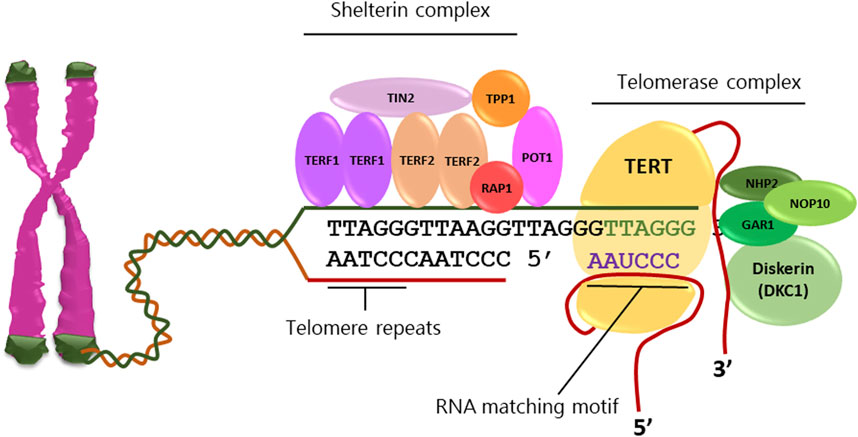 Shelterin complex
Telomerase complex
TIN2
TPP1
TERF1
TERF1
TERF2
TERF2
RAP1
POT1
TERT
NHP2
NOP10
GAR1
Diskerin
(DKC1)
TTAGGGTTAAGGTTAGGGTTAGGG
AATCCCAATCCC 5′ AAUCCC
Telomere repeats
RNA matching motif
3’
5’